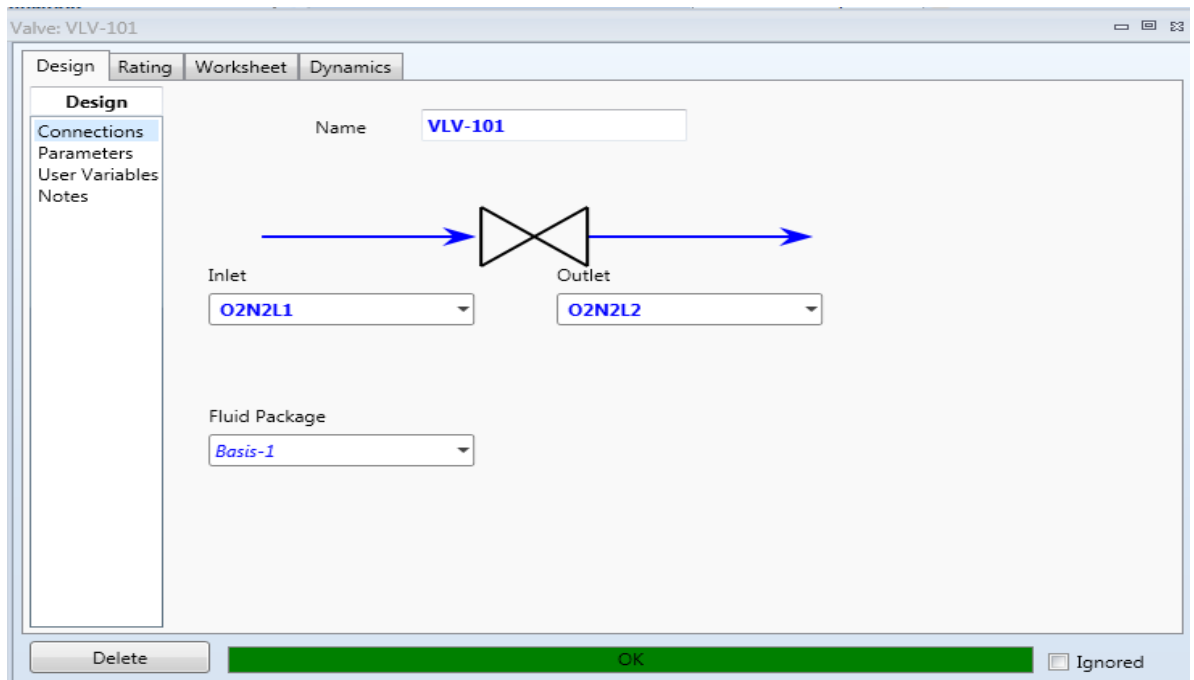 Valve: VLV-101
Design Rating Worksheet Dynamics
Design
Connections
Parameters
User Variables
Notes
Name VLV-101
Inlet Outlet
O2N2L1 O2N2L2
Fluid Package
Basis-1
Delete OK Ignored